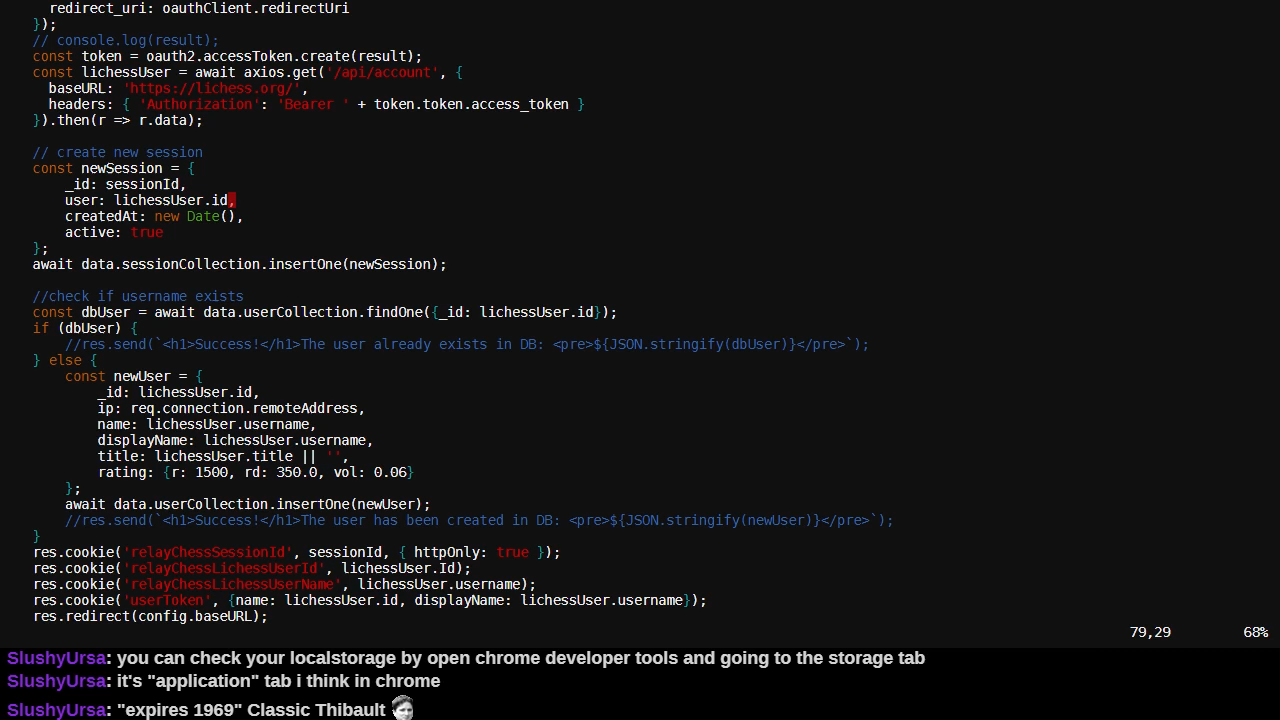 redirect_uri: oauthClient.redirectUri
});
// console.log(result);
const token = oauth2.accessToken.create(result);
const lichessUser = await axios.get('/api/account', {
baseURL: 'https://lichess.org/',
headers: { 'Authorization': 'Bearer ' + token.token.access_token }
}).then(r => r.data);
// create new session
const newSession = {
_id: sessionId,
user: lichessUser.id,
createdAt: new Date(),
active: true
};
await data.sessionCollection.insertOne(newSession);
//check if username exists
const dbUser = await data.userCollection.findOne({_id: lichessUser.id});
if (dbUser) {
//res.send(`<h1>Success!</h1>The user already exists in DB: <pre>${JSON.stringify(dbUser)}</pre>`);
} else {
const newUser = {
_id: lichessUser.id,
ip: req.connection.remoteAddress,
name: lichessUser.username,
displayName: lichessUser.username,
title: lichessUser.title || '',
rating: {r: 1500, rd: 350.0, vol: 0.06}
};
await data.userCollection.insertOne(newUser);
//res.send(`<h1>Success!</h1>The user has been created in DB: <pre>${JSON.stringify(newUser)}</pre>`);
}
res.cookie('relayChessSessionId', sessionId, { httpOnly: true });
res.cookie('relayChessLichessUserId', lichessUser.Id);
res.cookie('relayChessLichessUserName', lichessUser.username);
res.cookie('userToken', {name: lichessUser.id, displayName: lichessUser.username});
res.redirect(config.baseURL);
79,29 68%
SlushyUrsa: you can check your localstorage by open chrome developer tools and going to the storage tab
SlushyUrsa: it's "application" tab i think in chrome
SlushyUrsa: "expires 1969" Classic Thibault